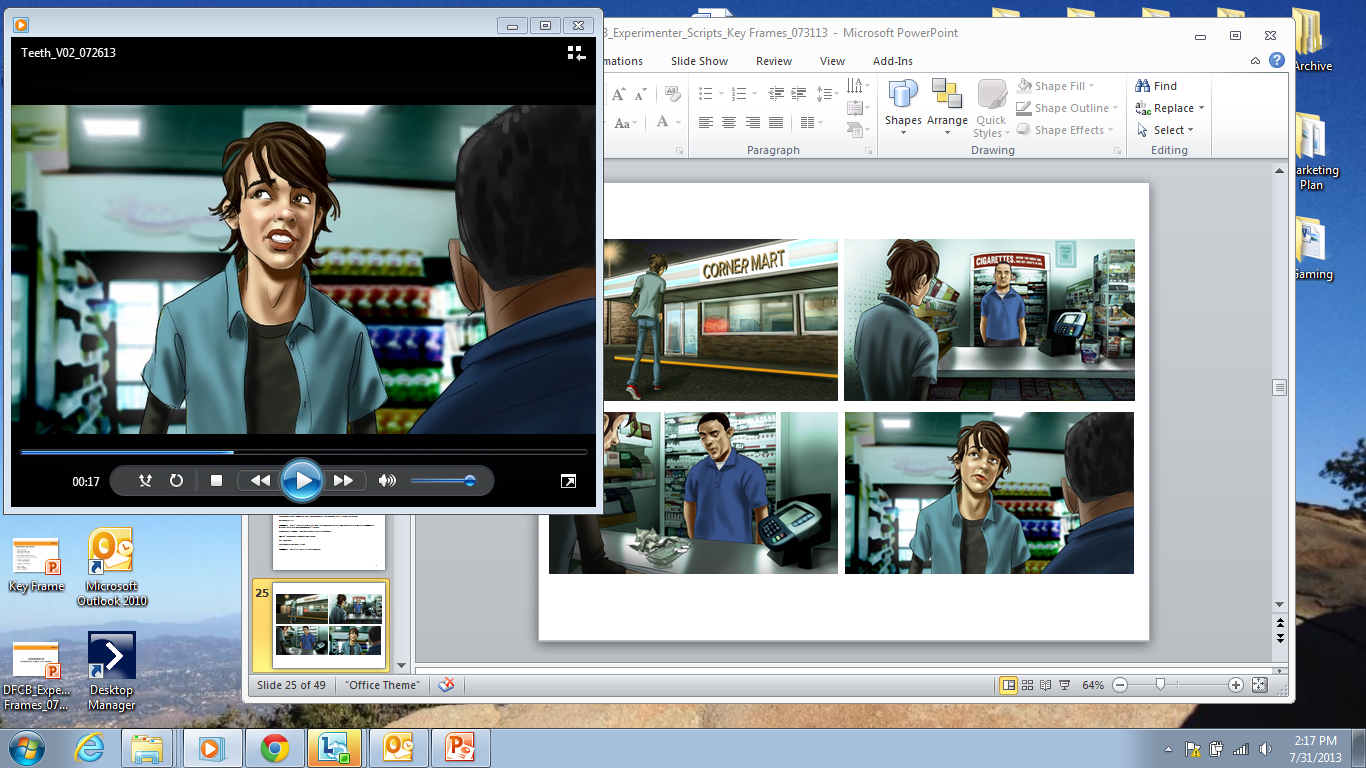 Teeth_V02_072613
00:17
B_Experimenter_Scripts_Key Frames_073113 - Microsoft PowerPoint
mations Slide Show Review View Add-Ins
Aa
A
Paragraph
Shapes
Arrange
Quick
Styles
Shape Fill
Shape Outline
Shape Effects
Drawing
Find
Replace
Select
Editing
CORNER MART
CIGARETTES
25
Slide 25 of 49
"Office Theme"
64%
Archive
arketing
Plan
Gaming
Key Frame
Microsoft
Outlook 2010
DFCB_Expe...
Frames_07...
Desktop
Manager
2:17 PM
7/31/2013